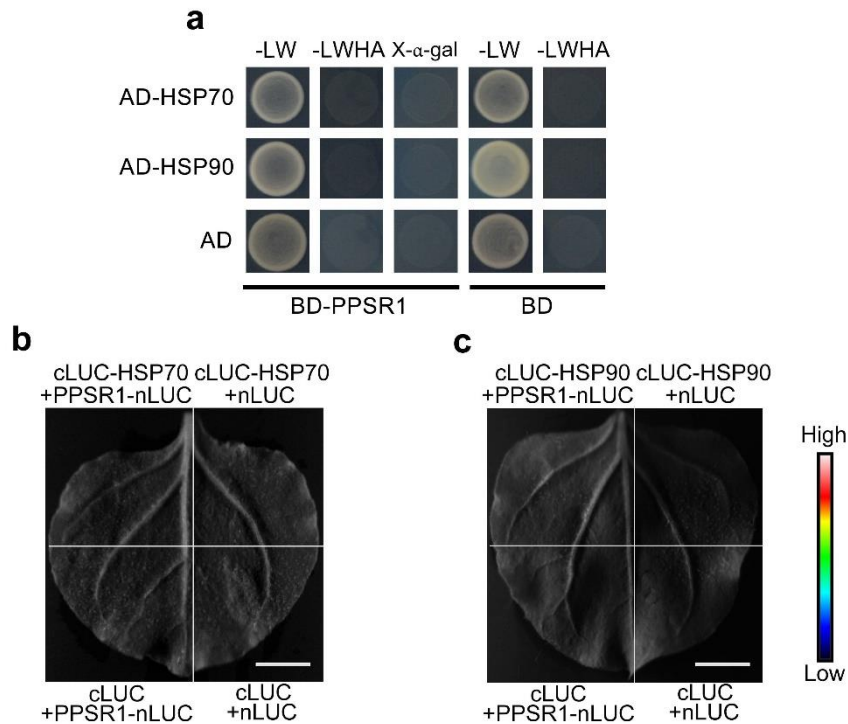 a
-LW -LWHA X-α-gal -LW -LWHA
AD-HSP70
AD-HSP90
AD
BD-PPSR1 BD
b
cLUC-HSP70 cLUC-HSP70
+PPSR1-nLUC +nLUC
cLUC cLUC
+PPSR1-nLUC +nLUC
c
cLUC-HSP90 cLUC-HSP90
+PPSR1-nLUC +nLUC
cLUC cLUC
+PPSR1-nLUC +nLUC
High
Low